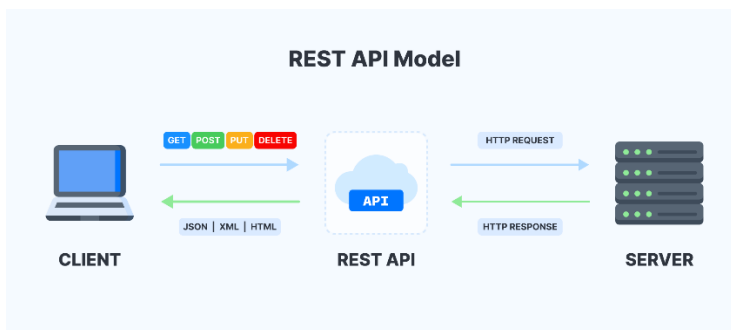 REST API Model
GET POST PUT DELETE
HTTP REQUEST
API
JSON | XML | HTML
HTTP RESPONSE
CLIENT
REST API
SERVER